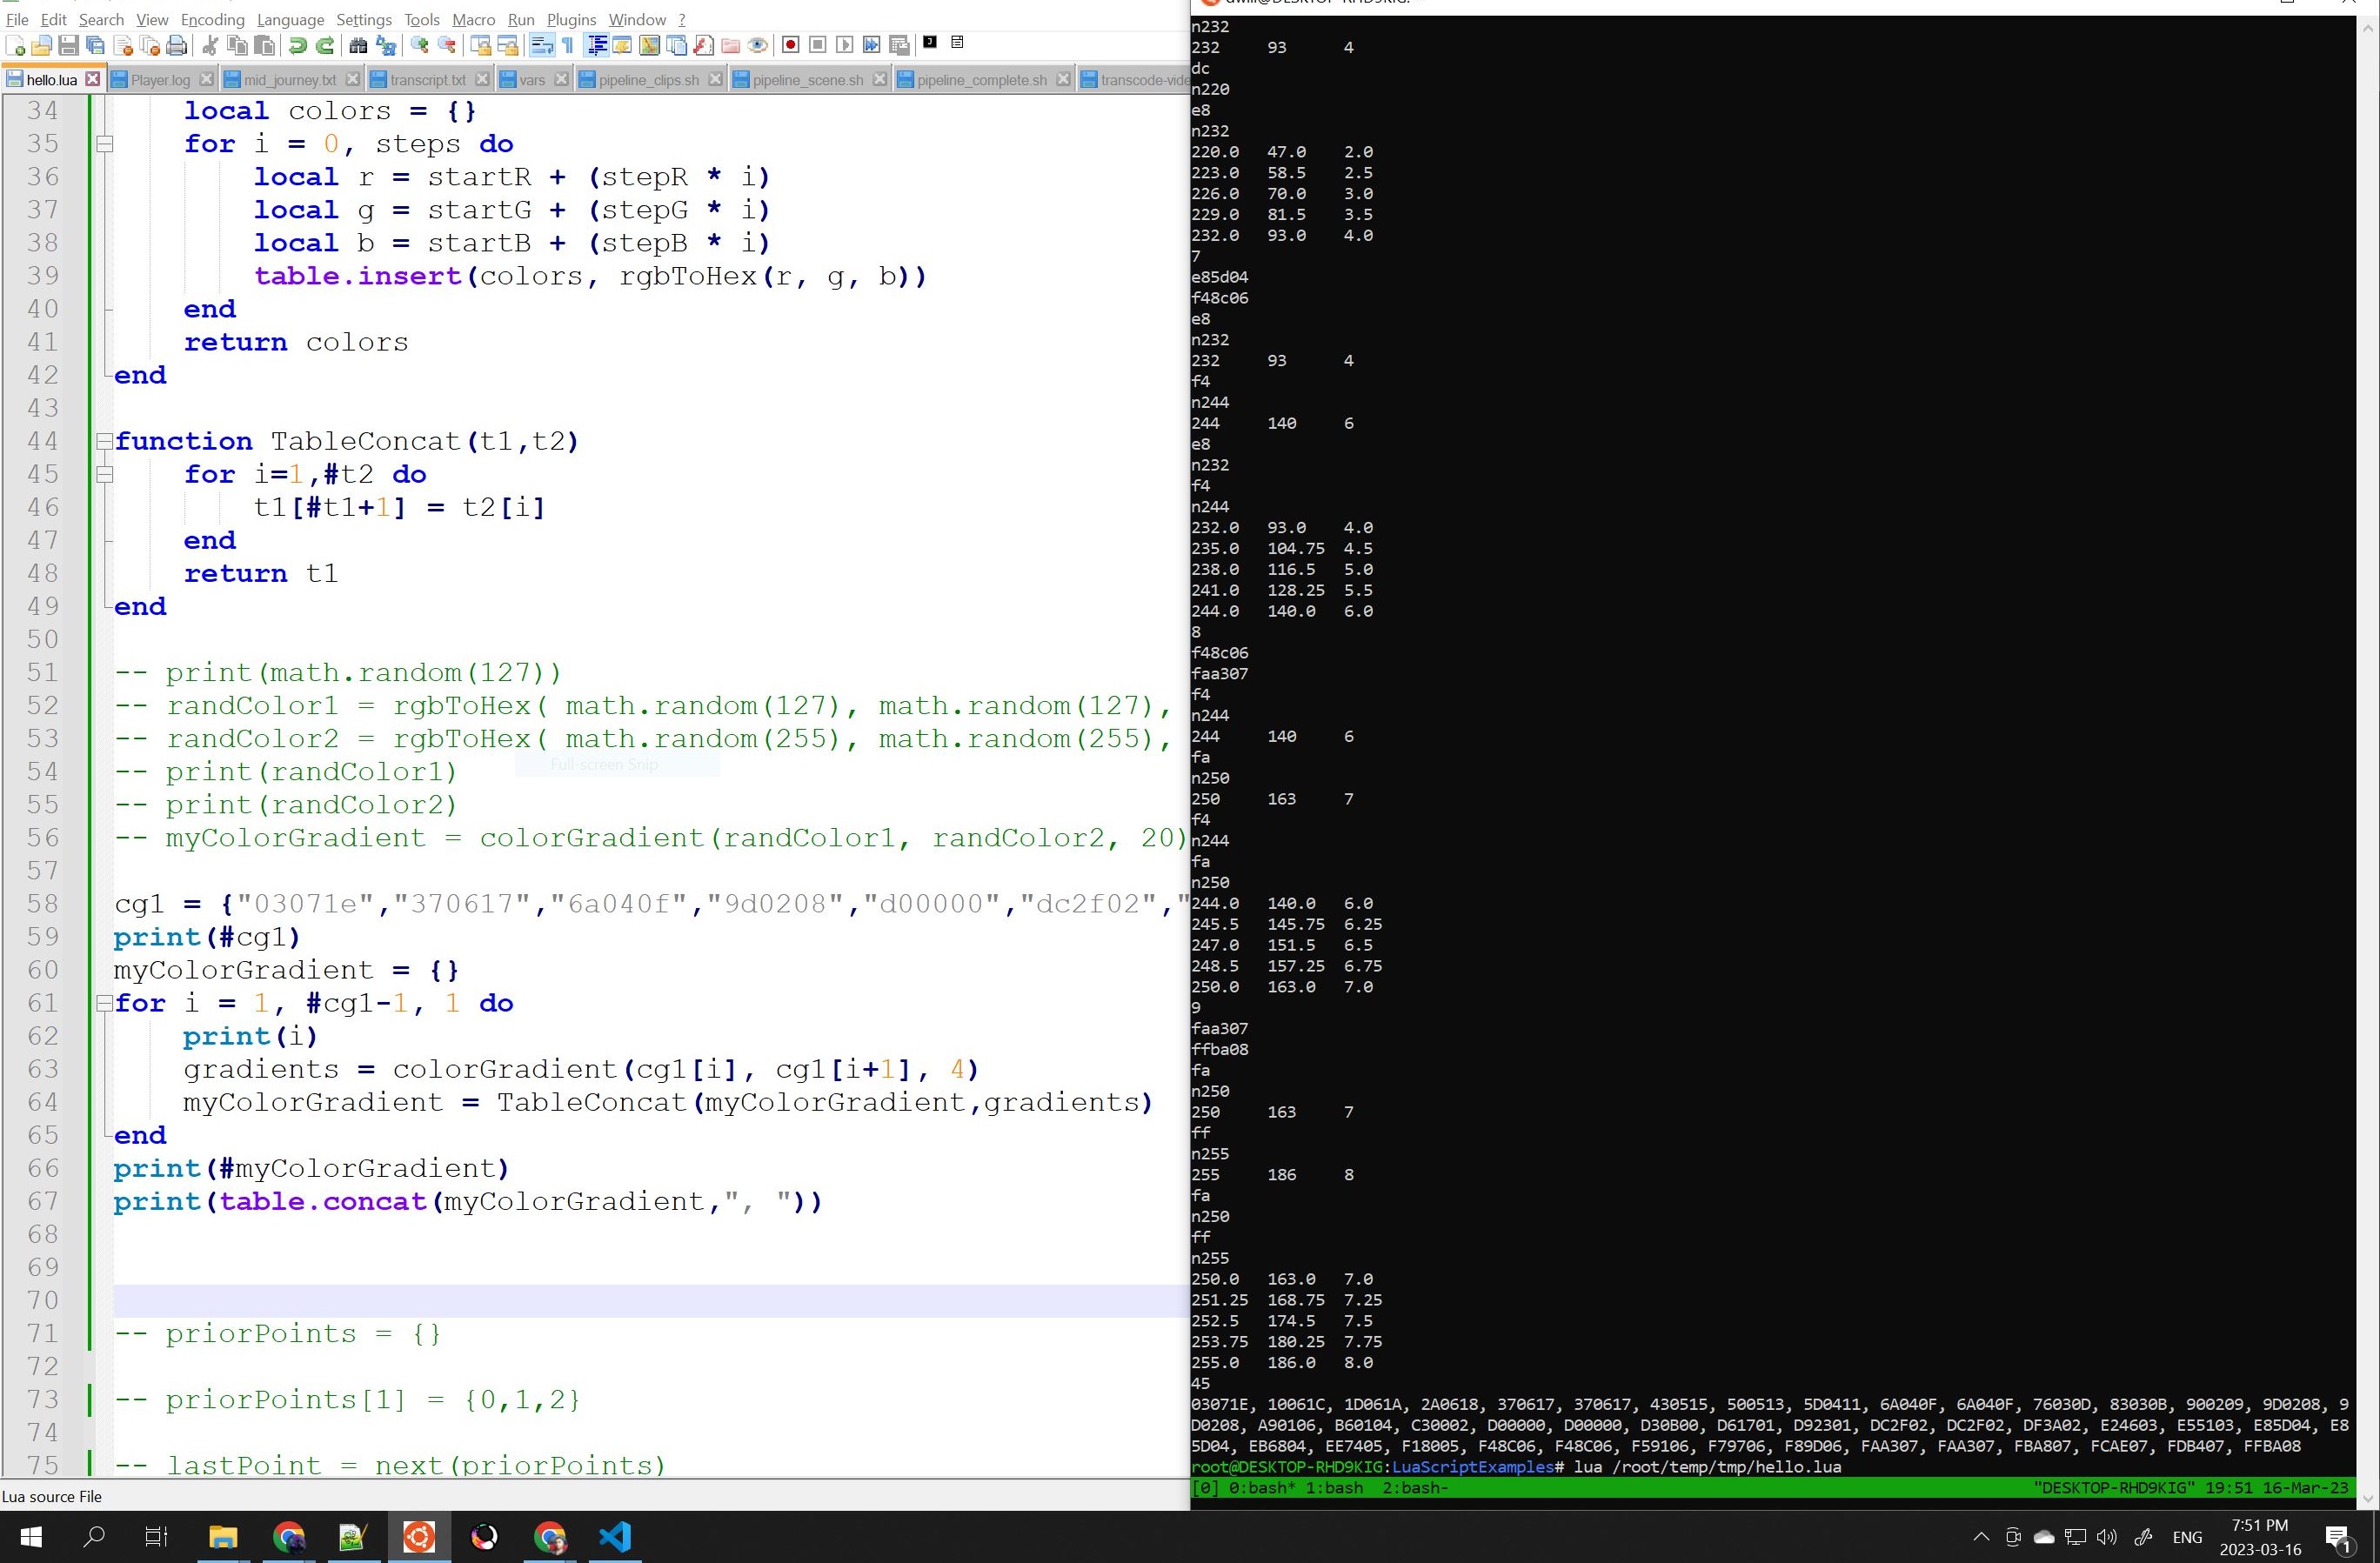 File Edit Search View Encoding Language Settings Tools Macro Run Plugins Window ?
hello.lua Player.log mid_journey.txt transcript.txt vars pipeline_clips.sh pipeline_scene.sh pipeline_complete.sh transcode-vide
34 local colors = {}
35 for i = 0, steps do
36 local r = startR + (stepR * i)
37 local g = startG + (stepG * i)
38 local b = startB + (stepB * i)
39 table.insert(colors, rgbToHex(r, g, b))
40 end
41 return colors
42 end
43
44 function TableConcat(t1,t2)
45 for i=1,#t2 do
46 t1[#t1+1] = t2[i]
47 end
48 return t1
49 end
50
51 -- print(math.random(127))
52 -- randColor1 = rgbToHex( math.random(127), math.random(127),
53 -- randColor2 = rgbToHex( math.random(255), math.random(255),
Full-screen Snip
54 -- print(randColor1)
55 -- print(randColor2)
56 -- myColorGradient = colorGradient(randColor1, randColor2, 20)
57
58 cg1 = {"03071e","370617","6a040f","9d0208","d00000","dc2f02","
59 print(#cg1)
60 myColorGradient = {}
61 for i = 1, #cg1-1, 1 do
62 print(i)
63 gradients = colorGradient(cg1[i], cg1[i+1], 4)
64 myColorGradient = TableConcat(myColorGradient,gradients)
65 end
66 print(#myColorGradient)
67 print(table.concat(myColorGradient,", "))
68
69
70
71 -- priorPoints = {}
72
73 -- priorPoints[1] = {0,1,2}
74
75 -- lastPoint = next(priorPoints)
Lua source File
n232
232 93 4
dc
n220
e8
n232
220.0 47.0 2.0
223.0 58.5 2.5
226.0 70.0 3.0
229.0 81.5 3.5
232.0 93.0 4.0
7
e85d04
f48c06
e8
n232
232 93 4
f4
n244
244 140 6
e8
n232
f4
n244
232.0 93.0 4.0
235.0 104.75 4.5
238.0 116.5 5.0
241.0 128.25 5.5
244.0 140.0 6.0
8
f48c06
faa307
f4
n244
244 140 6
fa
n250
250 163 7
f4
n244
fa
n250
244.0 140.0 6.0
245.5 145.75 6.25
247.0 151.5 6.5
248.5 157.25 6.75
250.0 163.0 7.0
9
faa307
ffba08
fa
n250
250 163 7
ff
n255
255 186 8
fa
n250
ff
n255
250.0 163.0 7.0
251.25 168.75 7.25
252.5 174.5 7.5
253.75 180.25 7.75
255.0 186.0 8.0
45
03071E, 10061C, 1D061A, 2A0618, 370617, 370617, 430515, 500513, 5D0411, 6A040F, 6A040F, 76030D, 83030B, 900209, 9D0208, 9
D0208, A90106, B60104, C30002, D00000, D00000, D30B00, D61701, D92301, DC2F02, DC2F02, DF3A02, E24603, E55103, E85D04, E8
5D04, EB6804, EE7405, F18005, F48C06, F48C06, F59106, F79706, F89D06, FAA307, FAA307, FBA807, FCAE07, FDB407, FFBA08
root@DESKTOP-RHD9KIG:LuaScriptExamples# lua /root/temp/tmp/hello.lua
[0] 0:bash* 1:bash 2:bash- "DESKTOP-RHD9KIG" 19:51 16-Mar-23
ENG
7:51 PM
2023-03-16
1